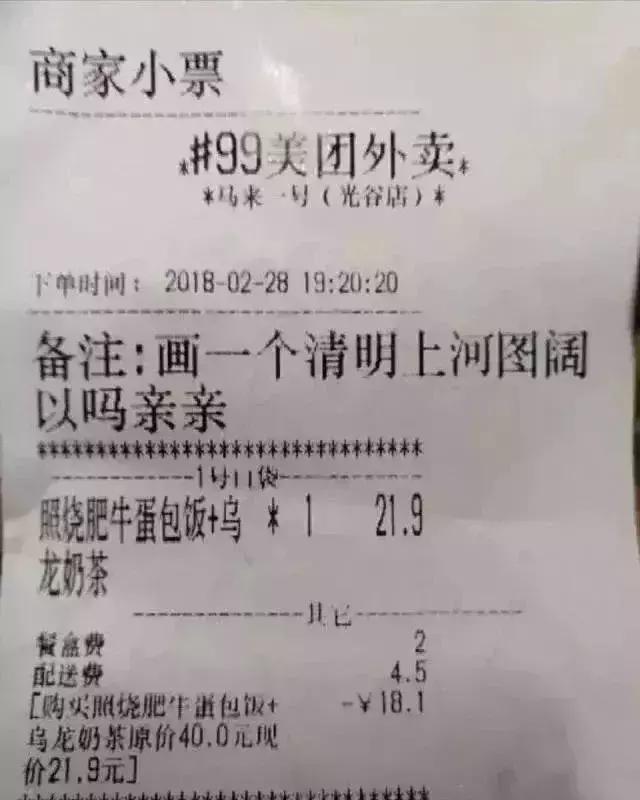 商家小票
*#99美团外卖*
*马来一号(光谷店)*
下单时间: 2018-02-28 19:20:20
备注:画一个清明上河图阔
以吗亲亲
********************************
1号口袋
照烧肥牛蛋包饭+乌 * 1 21.9
龙奶茶
其它
餐盒费 2
配送费 4.5
[购买照烧肥牛蛋包饭+ -¥18.1
乌龙奶茶原价40.0元现
价21.9元]
********************************